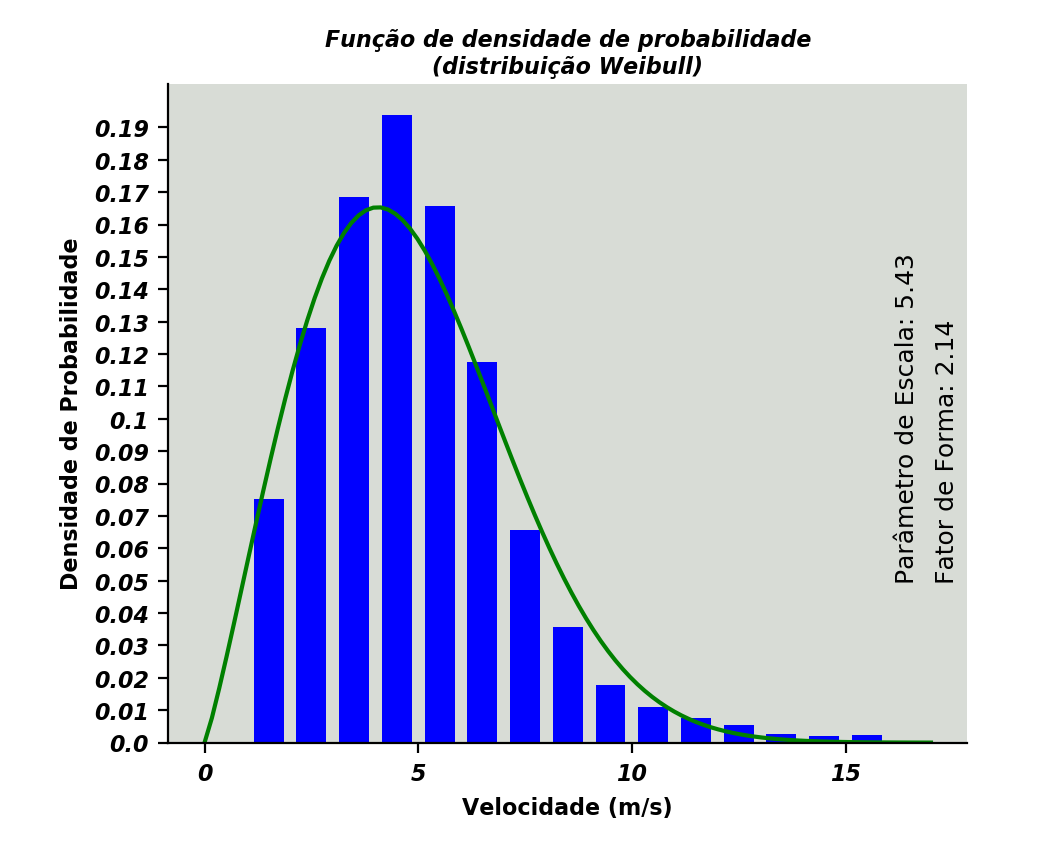 Função de densidade de probabilidade
(distribuição Weibull)
Densidade de Probabilidade
0.19
0.18
0.17
0.16
0.15
0.14
0.13
0.12
0.11
0.1
0.09
0.08
0.07
0.06
0.05
0.04
0.03
0.02
0.01
0.0
Parâmetro de Escala: 5.43
Fator de Forma: 2.14
0 5 10 15
Velocidade (m/s)